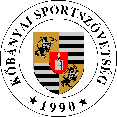 KŐBÁNYAI SPORTSZÖVETSÉG
★ 1990 ★